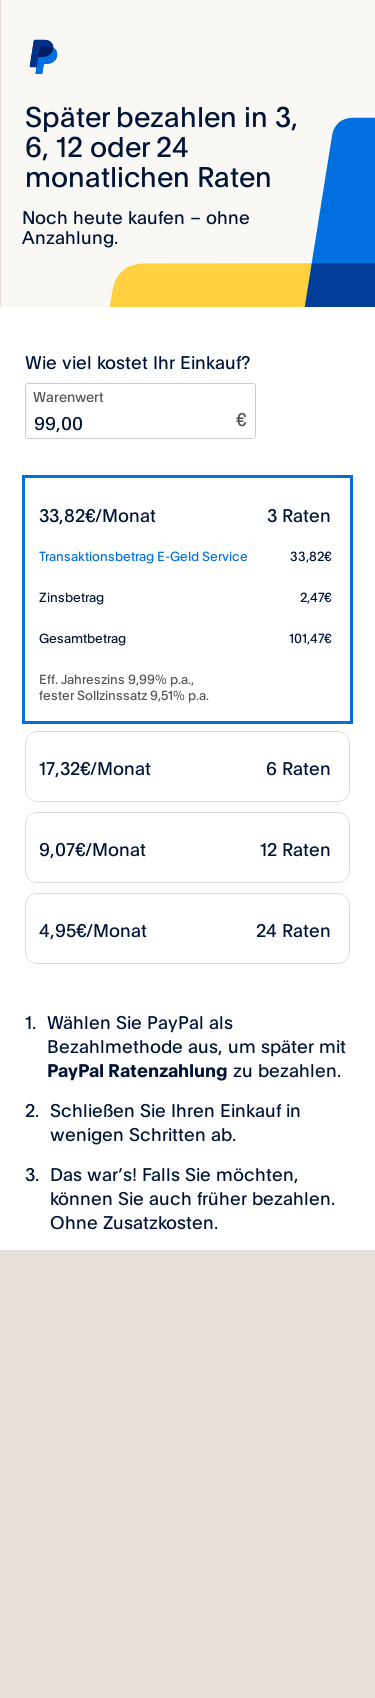 Später bezahlen in 3,
6, 12 oder 24
monatlichen Raten
Noch heute kaufen – ohne
Anzahlung.
Wie viel kostet Ihr Einkauf?
Warenwert
99,00 €
33,82€/Monat 3 Raten
Transaktionsbetrag E-Geld Service 33,82€
Zinsbetrag 2,47€
Gesamtbetrag 101,47€
Eff. Jahreszins 9,99% p.a.,
fester Sollzinssatz 9,51% p.a.
17,32€/Monat 6 Raten
9,07€/Monat 12 Raten
4,95€/Monat 24 Raten
1. Wählen Sie PayPal als
Bezahlmethode aus, um später mit
PayPal Ratenzahlung zu bezahlen.
2. Schließen Sie Ihren Einkauf in
wenigen Schritten ab.
3. Das war’s! Falls Sie möchten,
können Sie auch früher bezahlen.
Ohne Zusatzkosten.